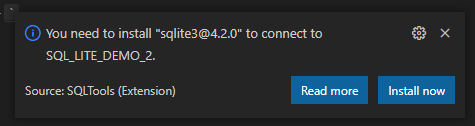 You need to install "sqlite3@4.2.0" to connect to
SQL_LITE_DEMO_2.
Source: SQLTools (Extension)
Read more
Install now